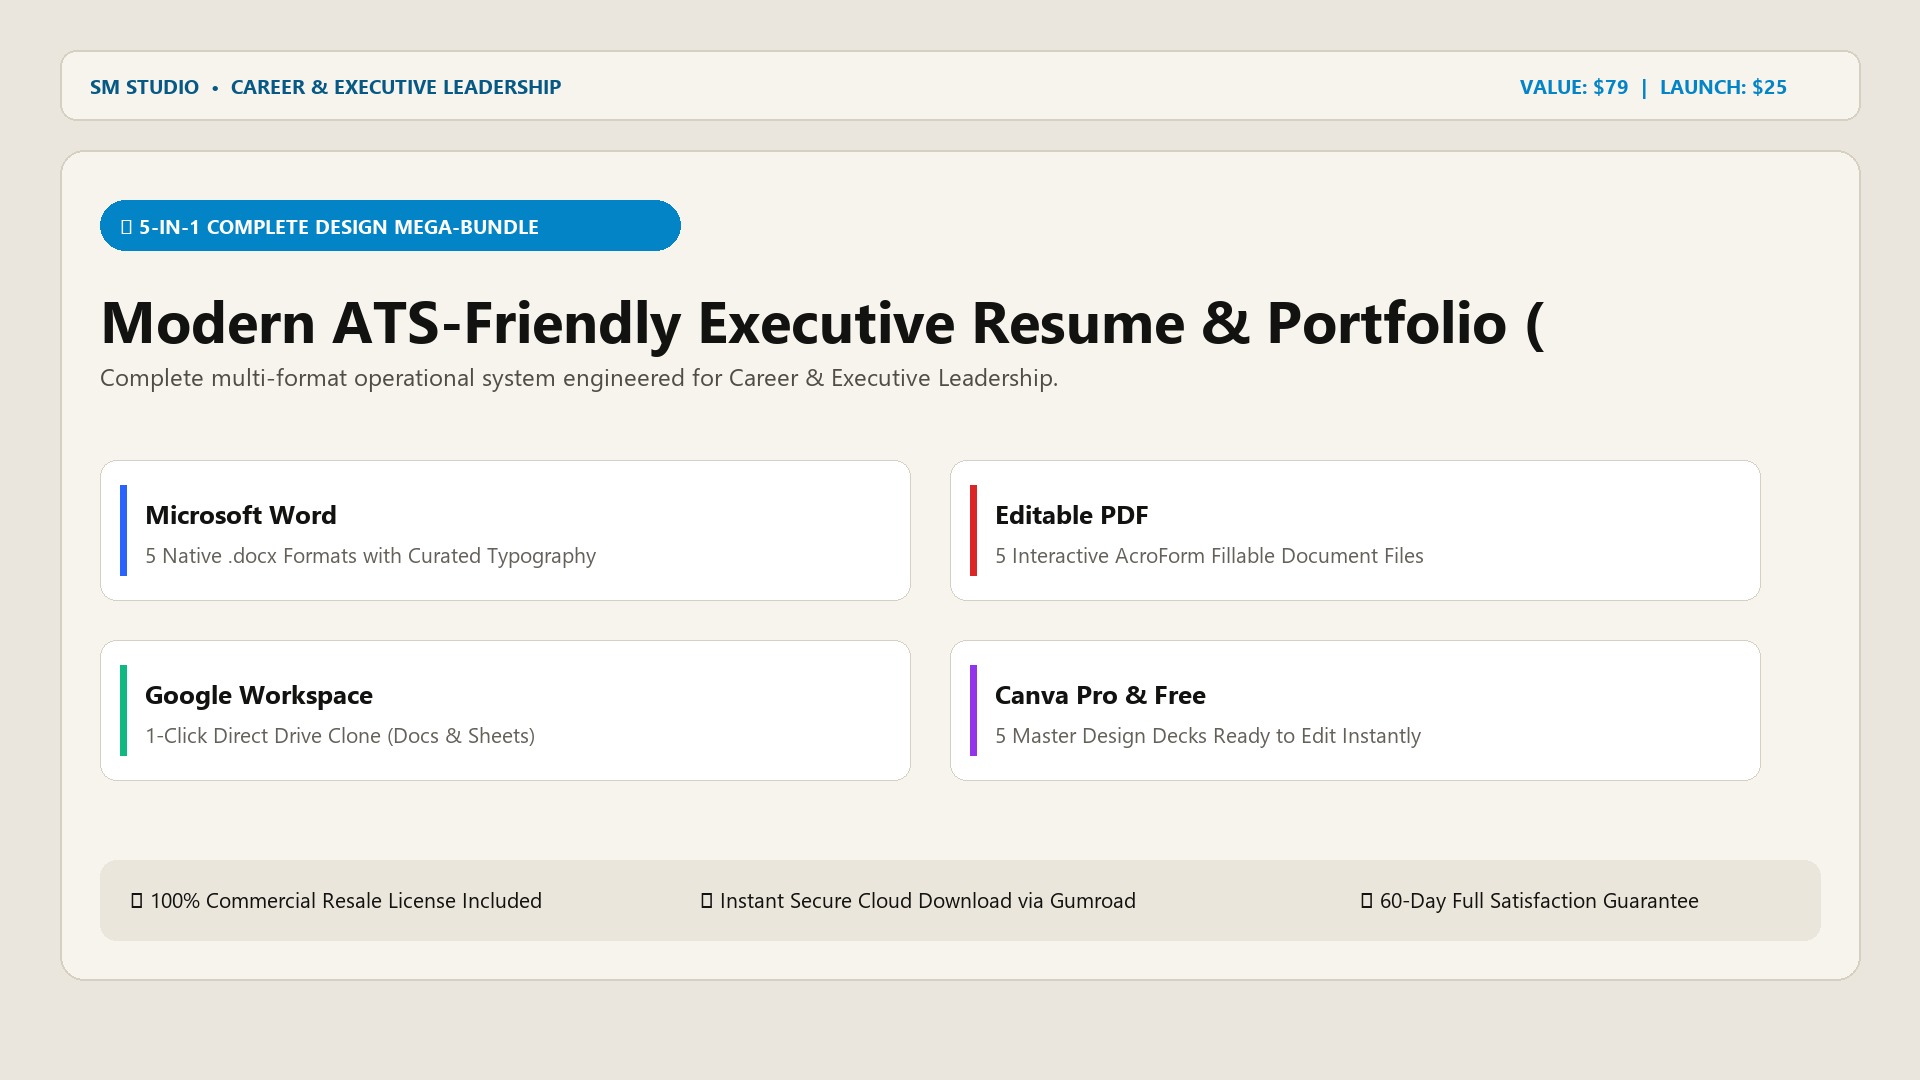 SM STUDIO • CAREER & EXECUTIVE LEADERSHIP
VALUE: $79 | LAUNCH: $25
5-IN-1 COMPLETE DESIGN MEGA-BUNDLE
Modern ATS-Friendly Executive Resume & Portfolio (
Complete multi-format operational system engineered for Career & Executive Leadership.
Microsoft Word
5 Native .docx Formats with Curated Typography
Editable PDF
5 Interactive AcroForm Fillable Document Files
Google Workspace
1-Click Direct Drive Clone (Docs & Sheets)
Canva Pro & Free
5 Master Design Decks Ready to Edit Instantly
100% Commercial Resale License Included
Instant Secure Cloud Download via Gumroad
60-Day Full Satisfaction Guarantee